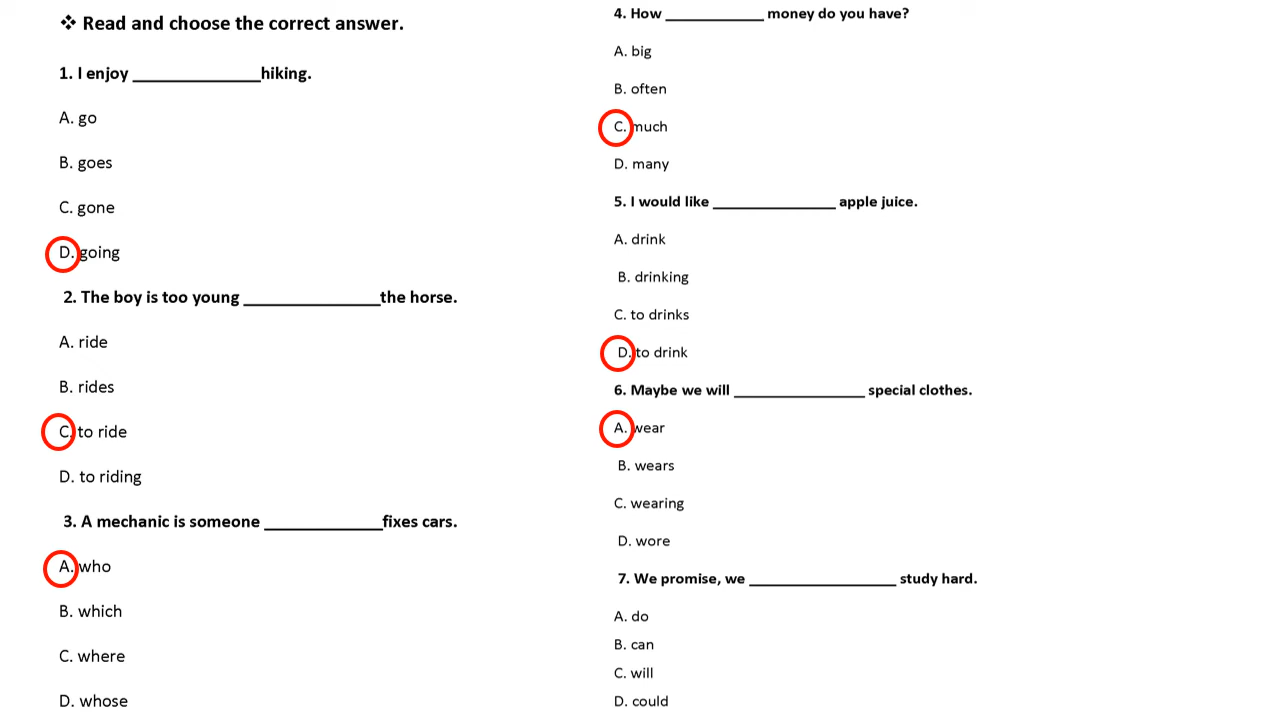 ❖ Read and choose the correct answer.
1. I enjoy _______________hiking.
A. go
B. goes
C. gone
D. going
2. The boy is too young ________________the horse.
A. ride
B. rides
C. to ride
D. to riding
3. A mechanic is someone ______________fixes cars.
A. who
B. which
C. where
D. whose
4. How ____________ money do you have?
A. big
B. often
C. much
D. many
5. I would like _______________ apple juice.
A. drink
B. drinking
C. to drinks
D. to drink
6. Maybe we will ________________ special clothes.
A. wear
B. wears
C. wearing
D. wore
7. We promise, we __________________ study hard.
A. do
B. can
C. will
D. could